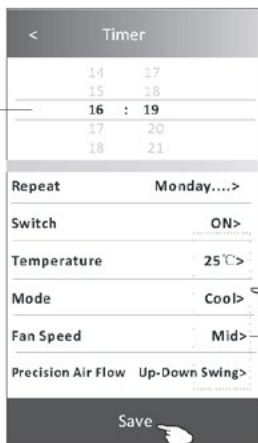 < Timer
14 17
15 18
16 : 19
17 20
18 21
Repeat Monday....>
Switch ON>
Temperature 25℃>
Mode Cool>
Fan Speed Mid>
Precision Air Flow Up-Down Swing>
Save